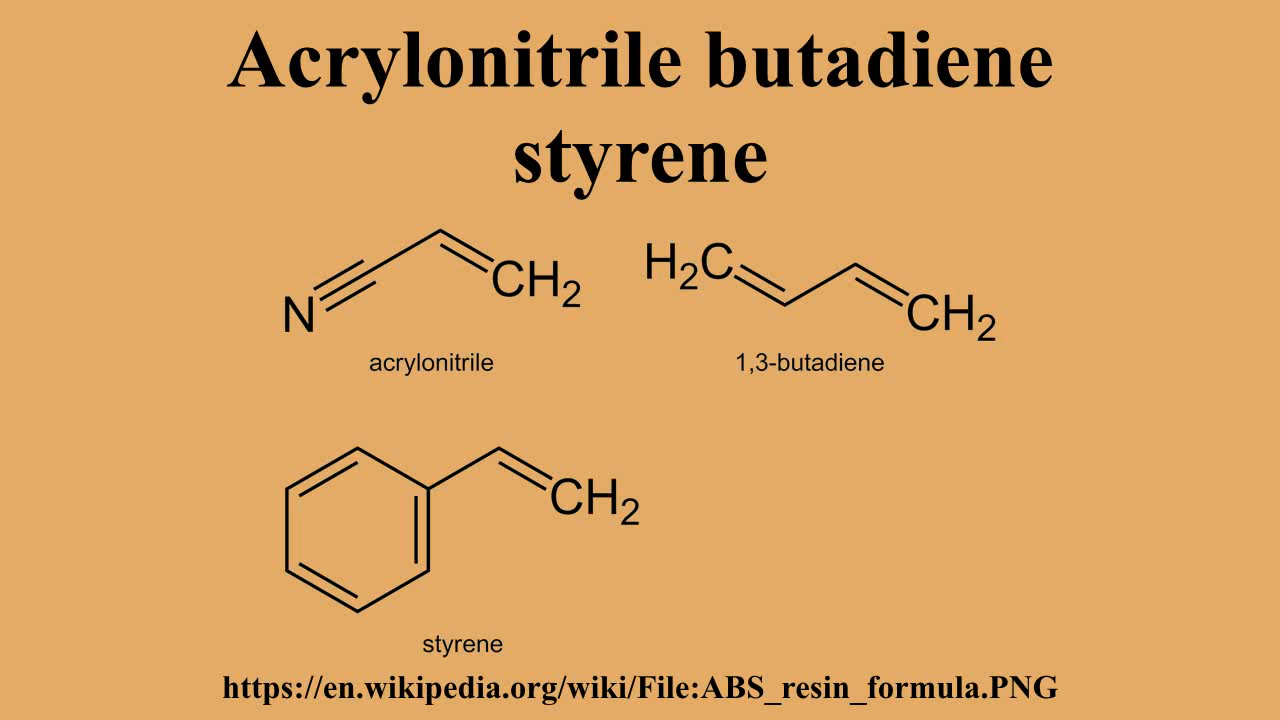 Acrylonitrile butadiene
styrene
N
CH2
H2C
CH2
acrylonitrile
1,3-butadiene
CH2
styrene
https://en.wikipedia.org/wiki/File:ABS_resin_formula.PNG